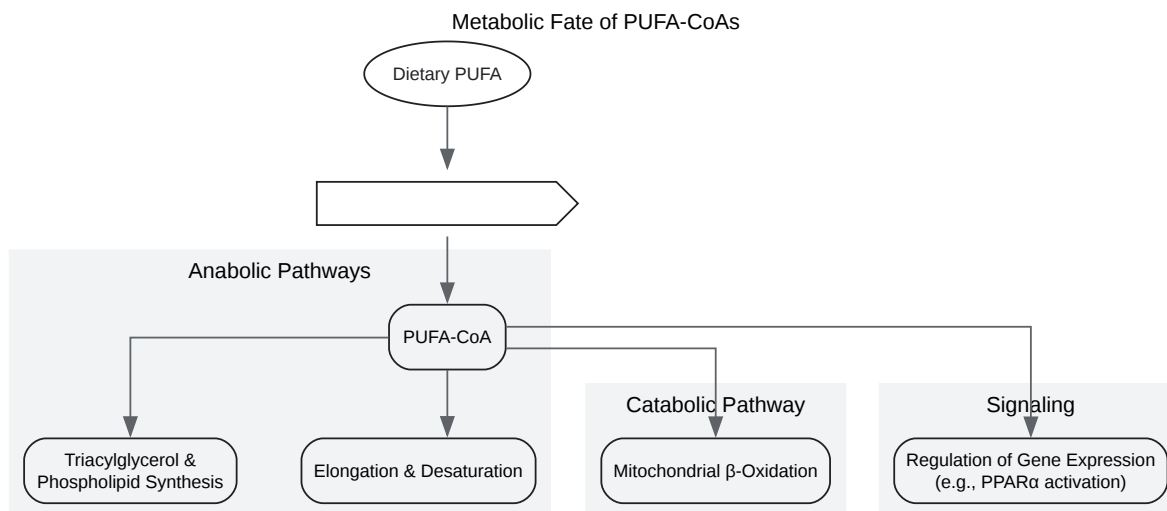 Metabolic Fate of PUFA-CoAs
Dietary PUFA
Anabolic Pathways
PUFA-CoA
Catabolic Pathway
Signaling
Triacylglycerol &
Phospholipid Synthesis
Elongation & Desaturation
Mitochondrial β-Oxidation
Regulation of Gene Expression
(e.g., PPARα activation)